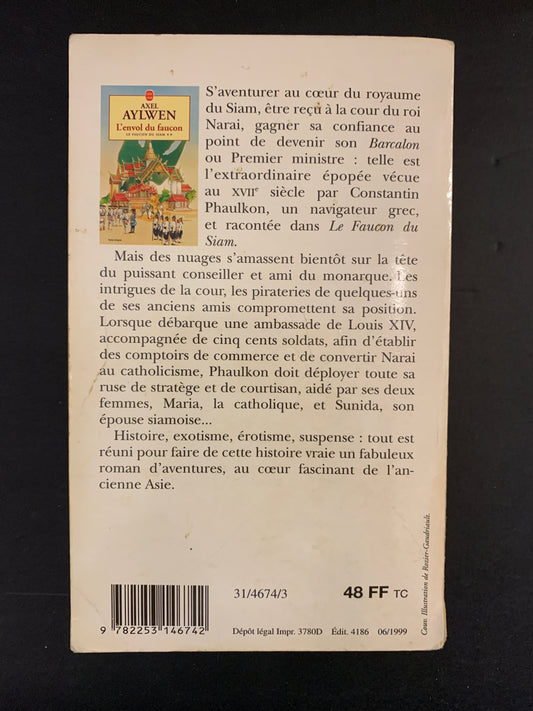 AXEL
AYLWEN
L'envol du faucon
LE FAUCON DU SIAM **
S'aventurer au cœur du royaume
du Siam, être reçu à la cour du roi
Narai, gagner sa confiance au
point de devenir son Barcalon
ou Premier ministre : telle est
l'extraordinaire épopée vécue
au XVIIe siècle par Constantin
Phaulkon, un navigateur grec,
et racontée dans Le Faucon du
Siam.
Mais des nuages s'amassent bientôt sur la tête
du puissant conseiller et ami du monarque. Les
intrigues de la cour, les pirateries de quelques-uns
de ses anciens amis compromettent sa position.
Lorsque débarque une ambassade de Louis XIV,
accompagnée de cinq cents soldats, afin d'établir
des comptoirs de commerce et de convertir Narai
au catholicisme, Phaulkon doit déployer toute sa
ruse de stratège et de courtisan, aidé par ses deux
femmes, Maria, la catholique, et Sunida, son
épouse siamoise...
Histoire, exotisme, érotisme, suspense : tout est
réuni pour faire de cette histoire vraie un fabuleux
roman d'aventures, au cœur fascinant de l'an-
cienne Asie.
Couv. Illustration de Rozier-Gaudriault.
31/4674/3
48 FF TC
9 782253 146742
Dépôt légal Impr. 3780D Édit. 4186 06/1999